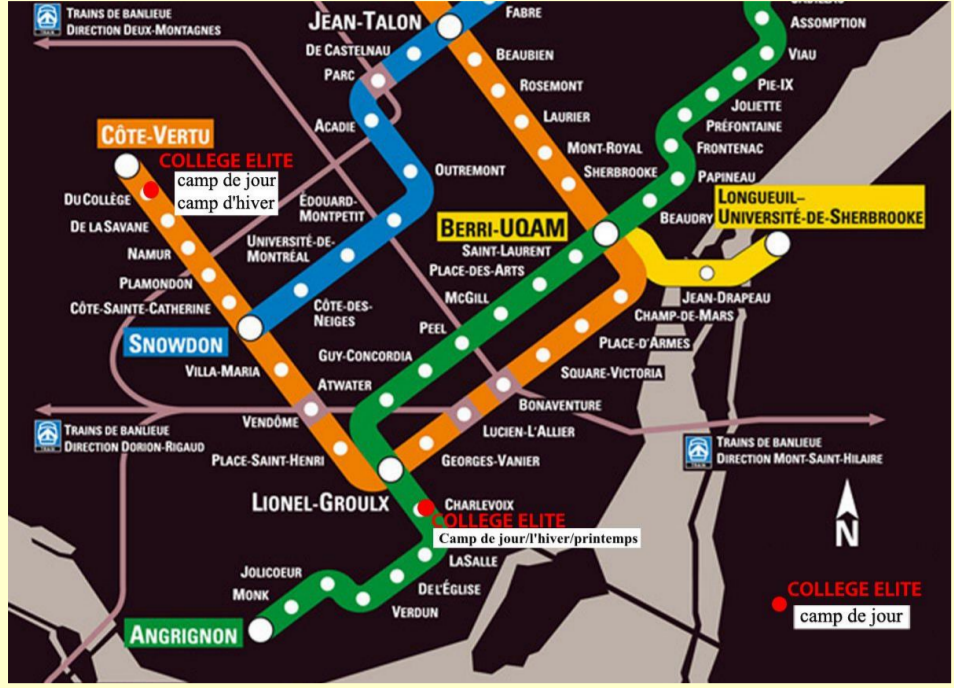 TRAINS DE BANLIEUE
DIRECTION DEUX-MONTAGNES
JEAN-TALON
FABRE
ASSOMPTION
DE CASTELNAU
PARC
BEAUBIEN
VIAU
ROSEMONT
PIE-IX
JOLIETTE
LAURIER
ACADIE
PRÉFONTAINE
CÔTE-VERTU
MONT-ROYAL
FRONTENAC
COLLEGE ELITE
camp de jour
camp d'hiver
OUTREMONT
SHERBROOKE
PAPINEAU
DU COLLÈGE
ÉDOUARD-
MONTPETIT
LONGUEUIL–
UNIVERSITÉ-DE-SHERBROOKE
BEAUDRY
DE LA SAVANE
BERRI-UQAM
UNIVERSITÉ-DE-
MONTRÉAL
SAINT-LAURENT
NAMUR
PLACE-DES-ARTS
PLAMONDON
MCGILL
JEAN-DRAPEAU
CÔTE-SAINTE-CATHERINE
CÔTE-DES-
NEIGES
CHAMP-DE-MARS
PEEL
SNOWDON
PLACE-D'ARMES
GUY-CONCORDIA
VILLA-MARIA
SQUARE-VICTORIA
ATWATER
BONAVENTURE
VENDÔME
LUCIEN-L'ALLIER
TRAINS DE BANLIEUE
DIRECTION DORION-RIGAUD
TRAINS DE BANLIEUE
DIRECTION MONT-SAINT-HILAIRE
PLACE-SAINT-HENRI
GEORGES-VANIER
LIONEL-GROULX
CHARLEVOIX
COLLEGE ELITE
Camp de jour/l'hiver/printemps
N
LASALLE
JOLICOEUR
DE L'ÉGLISE
MONK
VERDUN
ANGRIGNON
COLLEGE ELITE
camp de jour